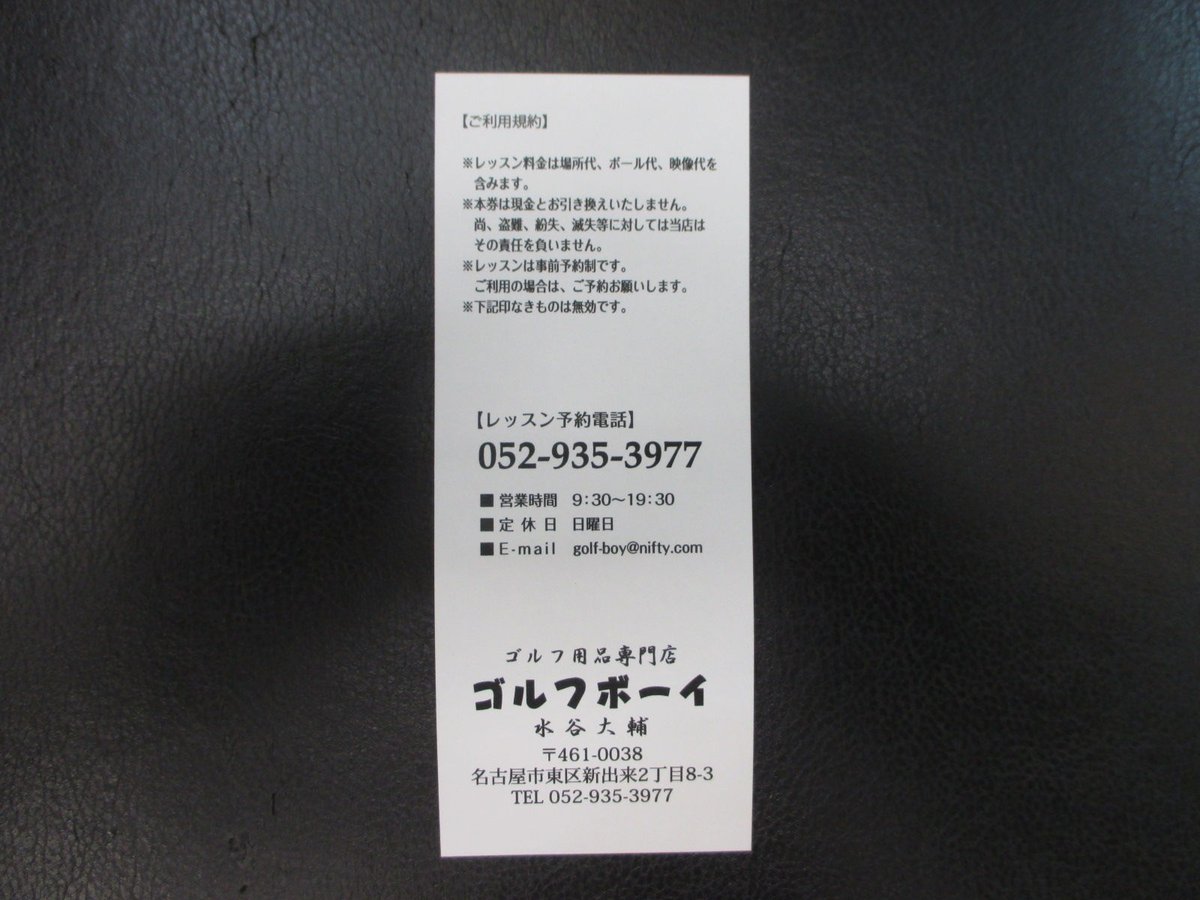 【ご利用規約】
※レッスン料金は場所代、ボール代、映像代を
含みます。
※本券は現金とお引き換えいたしません。
尚、盗難、紛失、滅失等に対しては当店は
その責任を負いません。
※レッスンは事前予約制です。
ご利用の場合は、ご予約お願いします。
※下記印なきものは無効です。
【レッスン予約電話】
052-935-3977
■営業時間 9:30～19:30
■定休日 日曜日
■E-mail golf-boy@nifty.com
ゴルフ用品専門店
ゴルフボーイ
水谷大輔
〒461-0038
名古屋市東区新出来2丁目8-3
TEL 052-935-3977